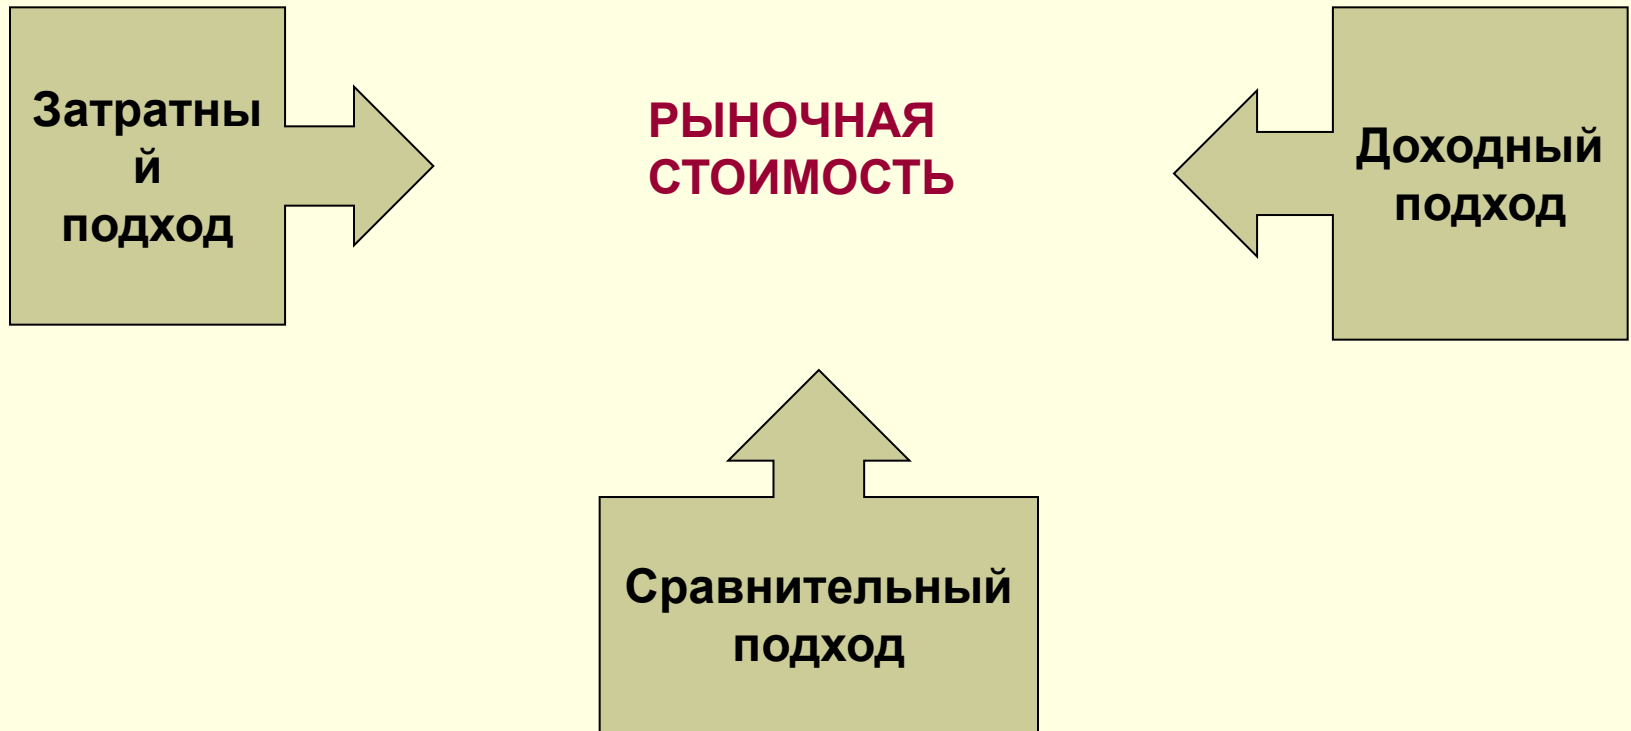 Затратны
й
подход
РЫНОЧНАЯ
СТОИМОСТЬ
Доходный
подход
Сравнительный
подход